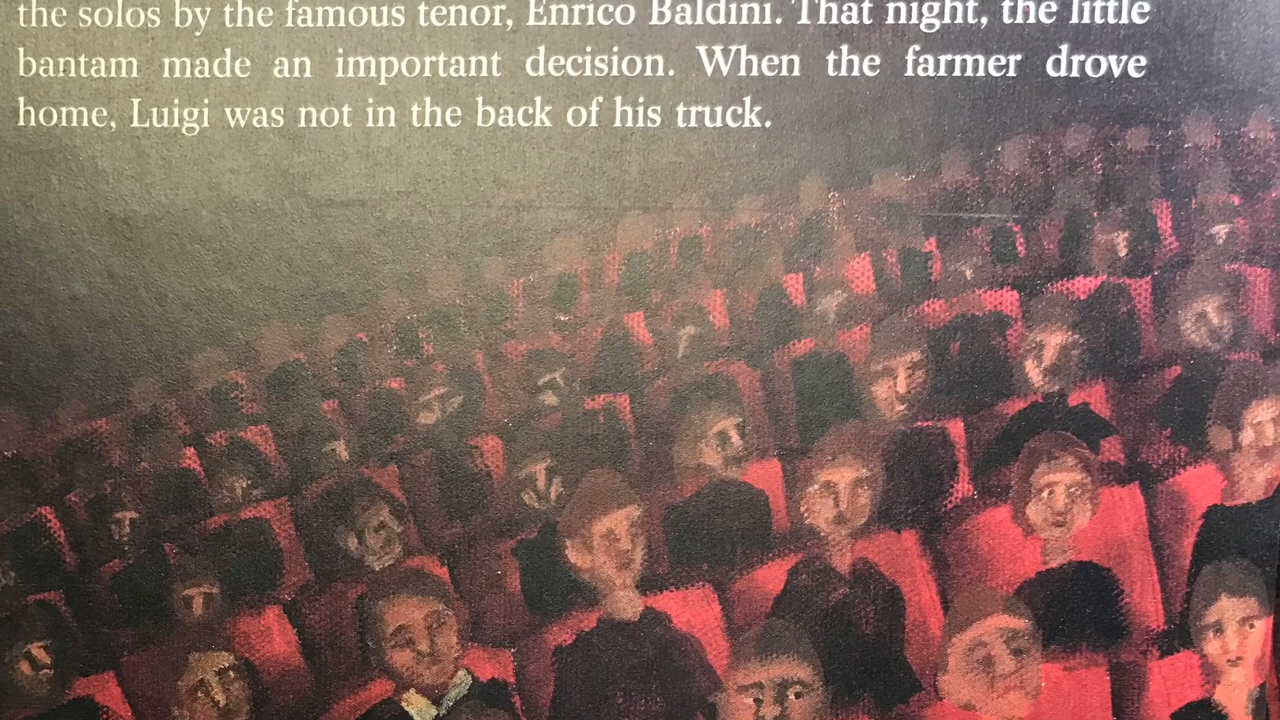 the solos by the famous tenor, Enrico Baldini. That night, the little
bantam made an important decision. When the farmer drove
home, Luigi was not in the back of his truck.